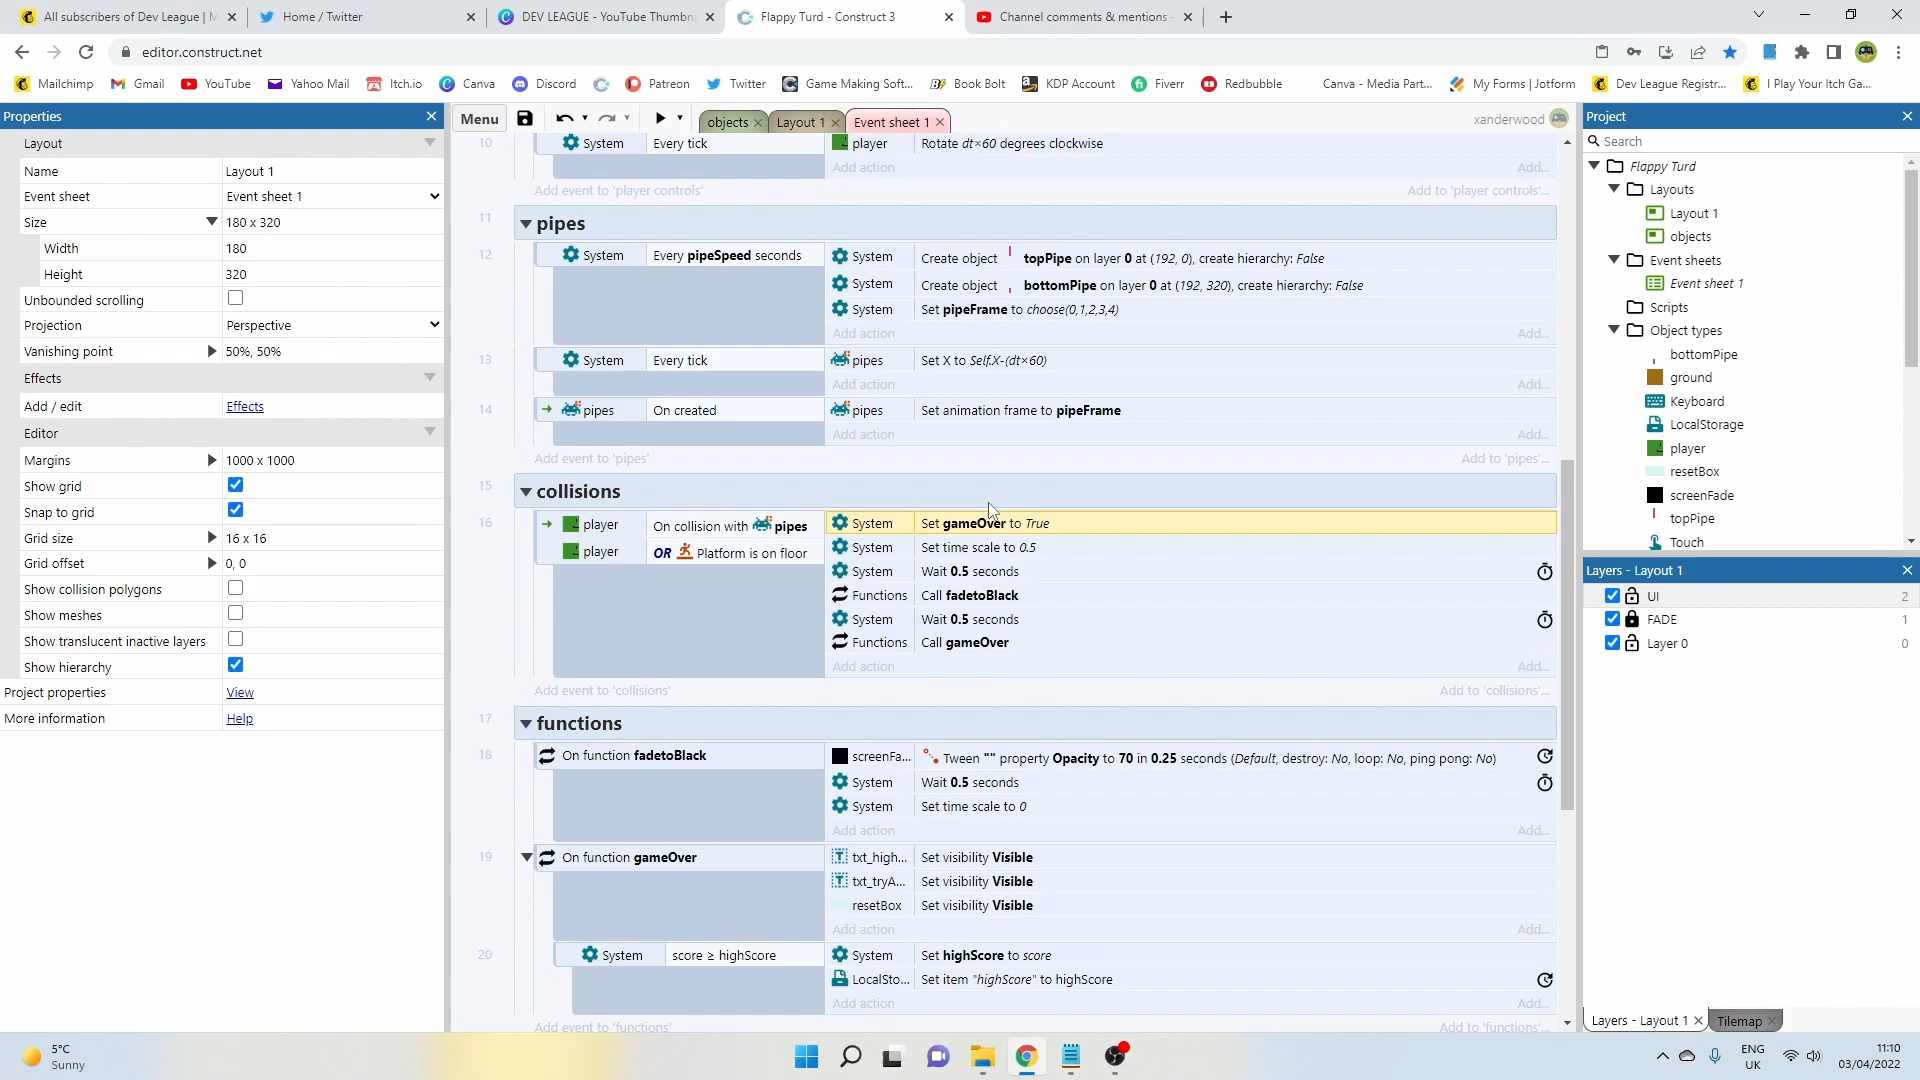 All subscribers of Dev League | M
Home / Twitter
DEV LEAGUE - YouTube Thumbn
Flappy Turd - Construct 3
Channel comments & mentions
editor.construct.net
Mailchimp
Gmail
YouTube
Yahoo Mail
Itch.io
Canva
Discord
Patreon
Twitter
Game Making Soft...
Book Bolt
KDP Account
Fiverr
Redbubble
Canva - Media Part...
My Forms | Jotform
Dev League Registr...
I Play Your Itch Ga...
Properties
Layout
Name Layout 1
Event sheet Event sheet 1
Size 180 x 320
Width 180
Height 320
Unbounded scrolling
Projection Perspective
Vanishing point 50%, 50%
Effects
Add / edit Effects
Editor
Margins 1000 x 1000
Show grid
Snap to grid
Grid size 16 x 16
Grid offset 0, 0
Show collision polygons
Show meshes
Show translucent inactive layers
Show hierarchy
Project properties View
More information Help
Menu
objects
Layout 1
Event sheet 1
xanderwood
10 System Every tick player Rotate dt×60 degrees clockwise
Add action Add...
Add event to 'player controls' Add to 'player controls'...
11 pipes
12 System Every pipeSpeed seconds System Create object topPipe on layer 0 at (192, 0), create hierarchy: False
System Create object bottomPipe on layer 0 at (192, 320), create hierarchy: False
System Set pipeFrame to choose(0,1,2,3,4)
Add action Add...
13 System Every tick pipes Set X to Self.X-(dt×60)
Add action Add...
14 pipes On created pipes Set animation frame to pipeFrame
Add action Add...
Add event to 'pipes' Add to 'pipes'...
15 collisions
16 player On collision with pipes System Set gameOver to True
player OR Platform is on floor System Set time scale to 0.5
System Wait 0.5 seconds
Functions Call fadetoBlack
System Wait 0.5 seconds
Functions Call gameOver
Add action Add...
Add event to 'collisions' Add to 'collisions'...
17 functions
18 On function fadetoBlack screenFa... Tween "" property Opacity to 70 in 0.25 seconds (Default, destroy: No, loop: No, ping pong: No)
System Wait 0.5 seconds
System Set time scale to 0
Add action Add...
19 On function gameOver txt_high... Set visibility Visible
txt_tryA... Set visibility Visible
resetBox Set visibility Visible
Add action Add...
20 System score ≥ highScore System Set highScore to score
LocalSto... Set item "highScore" to highScore
Add action Add...
Add event to 'functions' Add to 'functions'...
Project
Search
Flappy Turd
Layouts
Layout 1
objects
Event sheets
Event sheet 1
Scripts
Object types
bottomPipe
ground
Keyboard
LocalStorage
player
resetBox
screenFade
topPipe
Touch
Layers - Layout 1
UI 2
FADE 1
Layer 0 0
Layers - Layout 1
Tilemap
5°C
Sunny
ENG
UK
11:10
03/04/2022